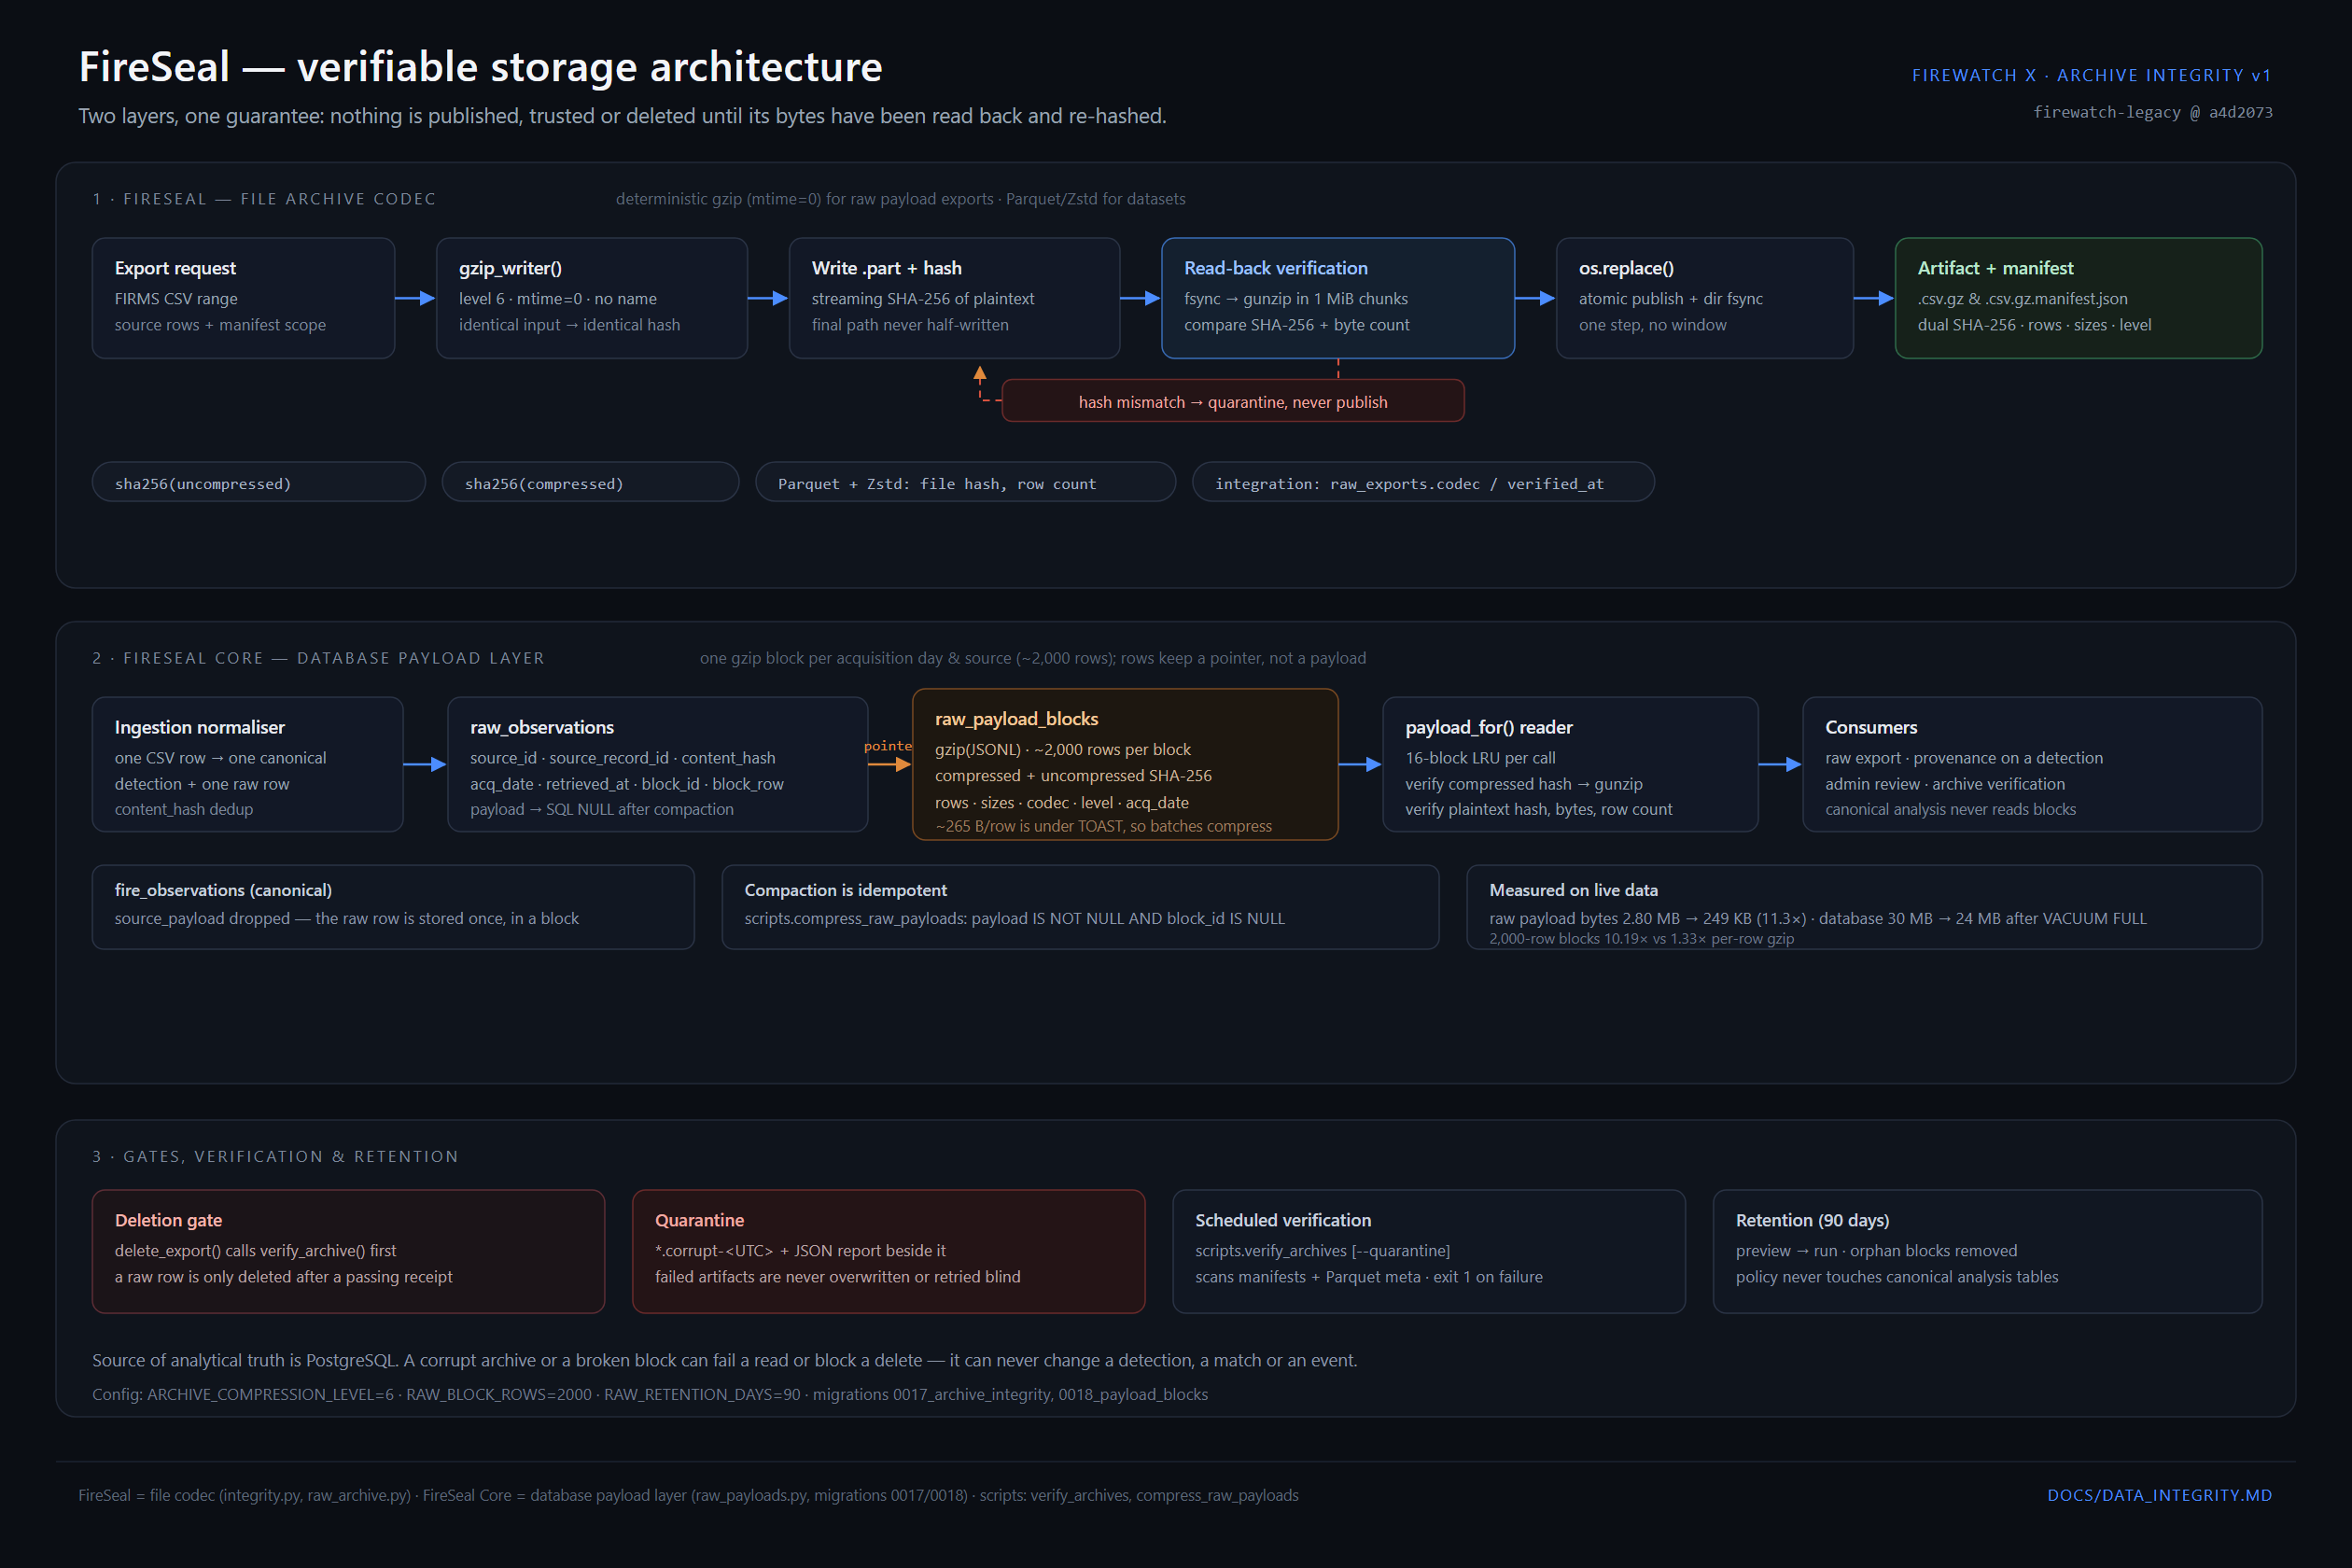 FireSeal — verifiable storage architecture
Two layers, one guarantee: nothing is published, trusted or deleted until its bytes have been read back and re-hashed.
FIREWATCH X · ARCHIVE INTEGRITY v1
firewatch-legacy @ a4d2073
1 · FIRESEAL — FILE ARCHIVE CODEC
deterministic gzip (mtime=0) for raw payload exports · Parquet/Zstd for datasets
Export request
FIRMS CSV range
source rows + manifest scope
gzip_writer()
level 6 · mtime=0 · no name
identical input → identical hash
Write .part + hash
streaming SHA-256 of plaintext
final path never half-written
Read-back verification
fsync → gunzip in 1 MiB chunks
compare SHA-256 + byte count
os.replace()
atomic publish + dir fsync
one step, no window
Artifact + manifest
.csv.gz & .csv.gz.manifest.json
dual SHA-256 · rows · sizes · level
hash mismatch → quarantine, never publish
sha256(uncompressed)
sha256(compressed)
Parquet + Zstd: file hash, row count
integration: raw_exports.codec / verified_at
2 · FIRESEAL CORE — DATABASE PAYLOAD LAYER
one gzip block per acquisition day & source (~2,000 rows); rows keep a pointer, not a payload
Ingestion normaliser
one CSV row → one canonical
detection + one raw row
content_hash dedup
raw_observations
source_id · source_record_id · content_hash
acq_date · retrieved_at · block_id · block_row
payload → SQL NULL after compaction
pointe
raw_payload_blocks
gzip(JSONL) · ~2,000 rows per block
compressed + uncompressed SHA-256
rows · sizes · codec · level · acq_date
~265 B/row is under TOAST, so batches compress
payload_for() reader
16-block LRU per call
verify compressed hash → gunzip
verify plaintext hash, bytes, row count
Consumers
raw export · provenance on a detection
admin review · archive verification
canonical analysis never reads blocks
fire_observations (canonical)
source_payload dropped — the raw row is stored once, in a block
Compaction is idempotent
scripts.compress_raw_payloads: payload IS NOT NULL AND block_id IS NULL
Measured on live data
raw payload bytes 2.80 MB → 249 KB (11.3×) · database 30 MB → 24 MB after VACUUM FULL
2,000-row blocks 10.19× vs 1.33× per-row gzip
3 · GATES, VERIFICATION & RETENTION
Deletion gate
delete_export() calls verify_archive() first
a raw row is only deleted after a passing receipt
Quarantine
*.corrupt-<UTC> + JSON report beside it
failed artifacts are never overwritten or retried blind
Scheduled verification
scripts.verify_archives [--quarantine]
scans manifests + Parquet meta · exit 1 on failure
Retention (90 days)
preview → run · orphan blocks removed
policy never touches canonical analysis tables
Source of analytical truth is PostgreSQL. A corrupt archive or a broken block can fail a read or block a delete — it can never change a detection, a match or an event.
Config: ARCHIVE_COMPRESSION_LEVEL=6 · RAW_BLOCK_ROWS=2000 · RAW_RETENTION_DAYS=90 · migrations 0017_archive_integrity, 0018_payload_blocks
FireSeal = file codec (integrity.py, raw_archive.py) · FireSeal Core = database payload layer (raw_payloads.py, migrations 0017/0018) · scripts: verify_archives, compress_raw_payloads
DOCS/DATA_INTEGRITY.MD